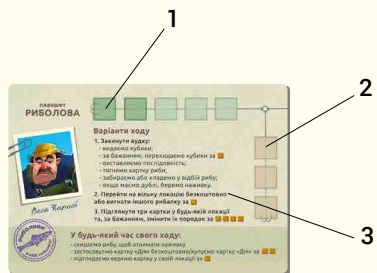 1
2
3
ПЛАНШЕТ
РИБОЛОВА
Вася Карась
Варіанти ходу
1. Закинути вудку:
- кидаємо кубики;
- за бажанням, перекидаємо кубики за
- виставляємо послідовність;
- тягнемо картку риби;
- забираємо або кладемо у відбій рибу;
- якщо маємо дублі, беремо наживку.
2. Перейти на вільну локацію безкоштовно
або вигнати іншого рибалку за
3. Підглянути три картки у будь-якій локації
та, за бажанням, змінити їх порядок за
РИБОЛОВА
У будь-який час свого ходу:
- скидаємо рибу, щоб отримати наживку
- застосовуємо картку «Дія» безкоштовно/купуємо картку «Дія» за
- підглядаємо верхню картку у своїй локації за